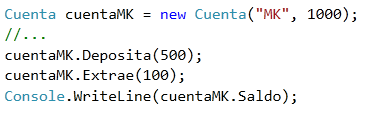 Cuenta cuentaMK = new Cuenta("MK", 1000);
//...
cuentaMK.Deposita(500);
cuentaMK.Extrae(100);
Console.WriteLine(cuentaMK.Saldo);